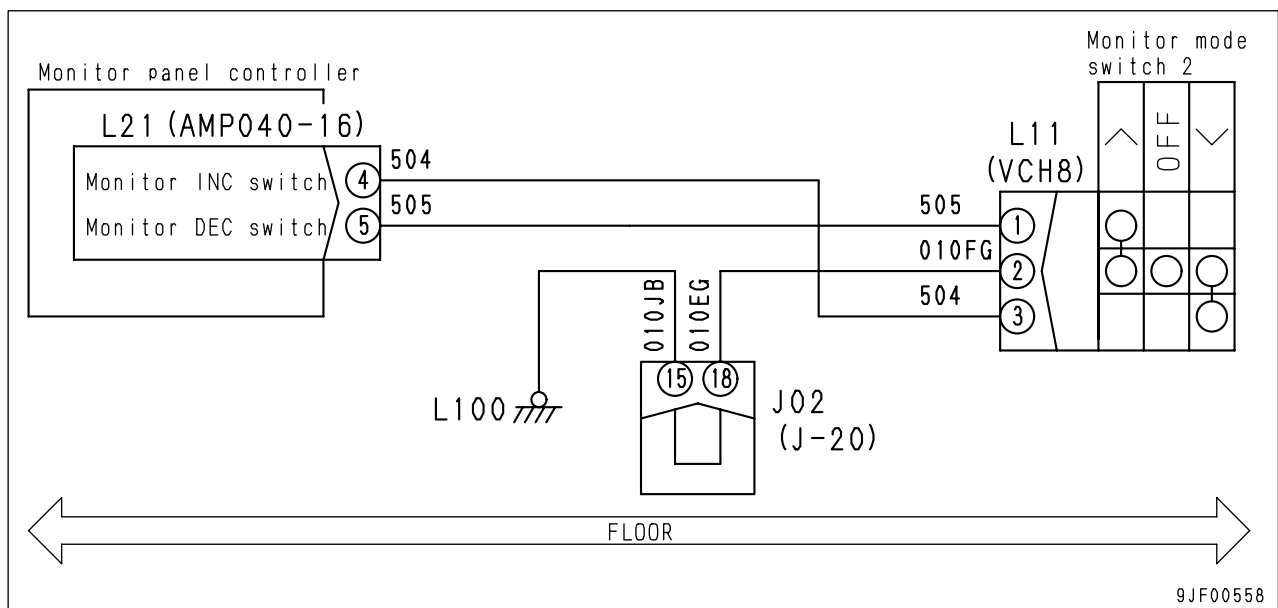 Monitor panel controller
L21 (AMP040-16)
Monitor INC switch
4
504
Monitor DEC switch
5
505
Monitor mode
switch 2
>
OFF
<
L11
(VCH8)
505
1
010FG
2
504
3
010JB
010EG
15
18
L100
J02
(J-20)
FLOOR
9JF00558